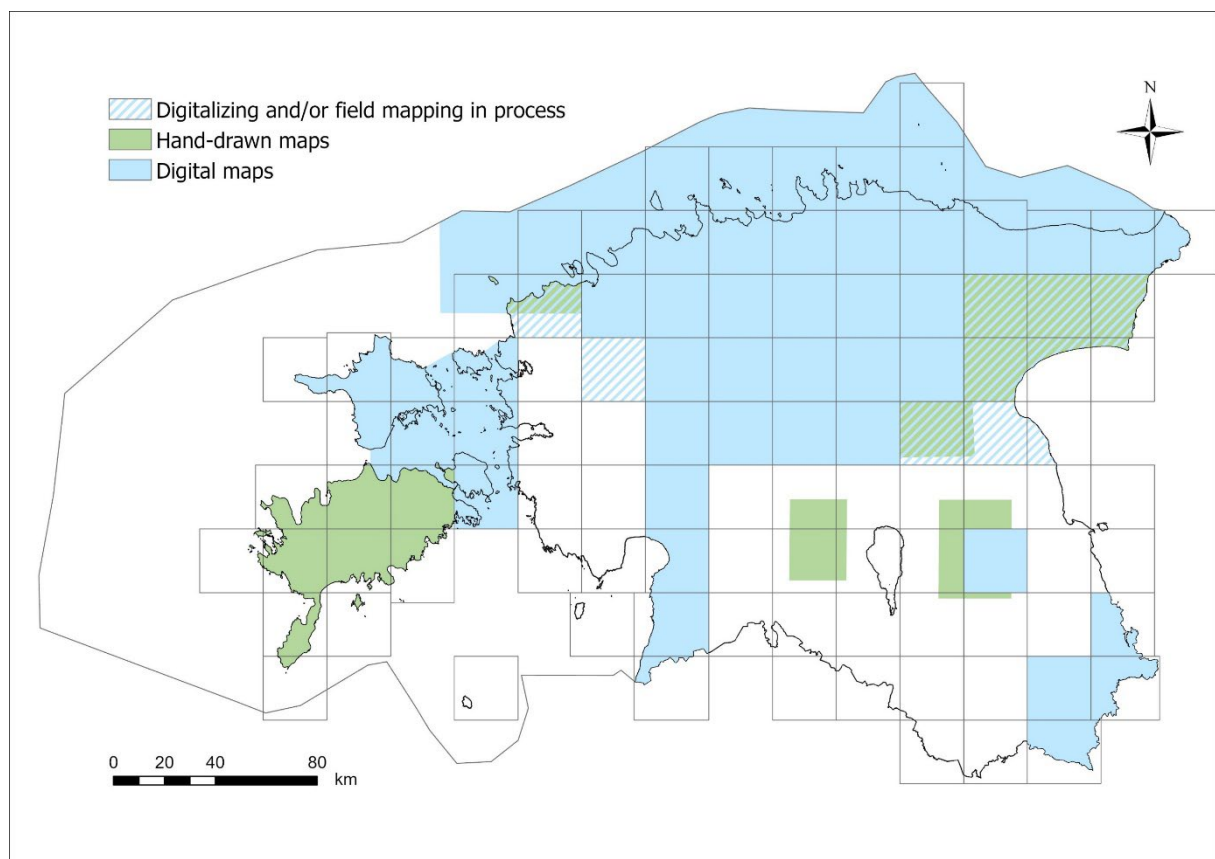 N
Digitalizing and/or field mapping in process
Hand-drawn maps
Digital maps
0 20 40 80
km